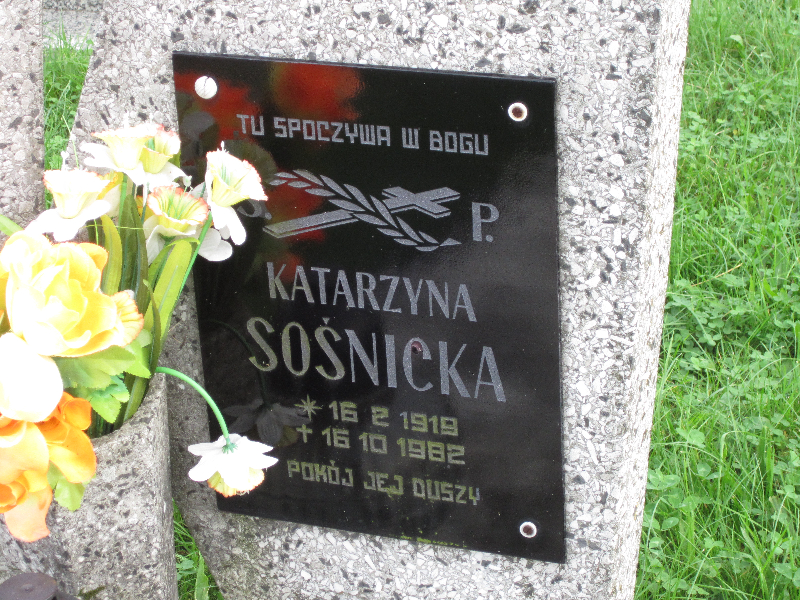 TU SPOCZYWA W BOGU
P.
KATARZYNA
SOŚNICKA
* 16 2 1919
+ 16 10 1982
POKÓJ JEJ DUSZY